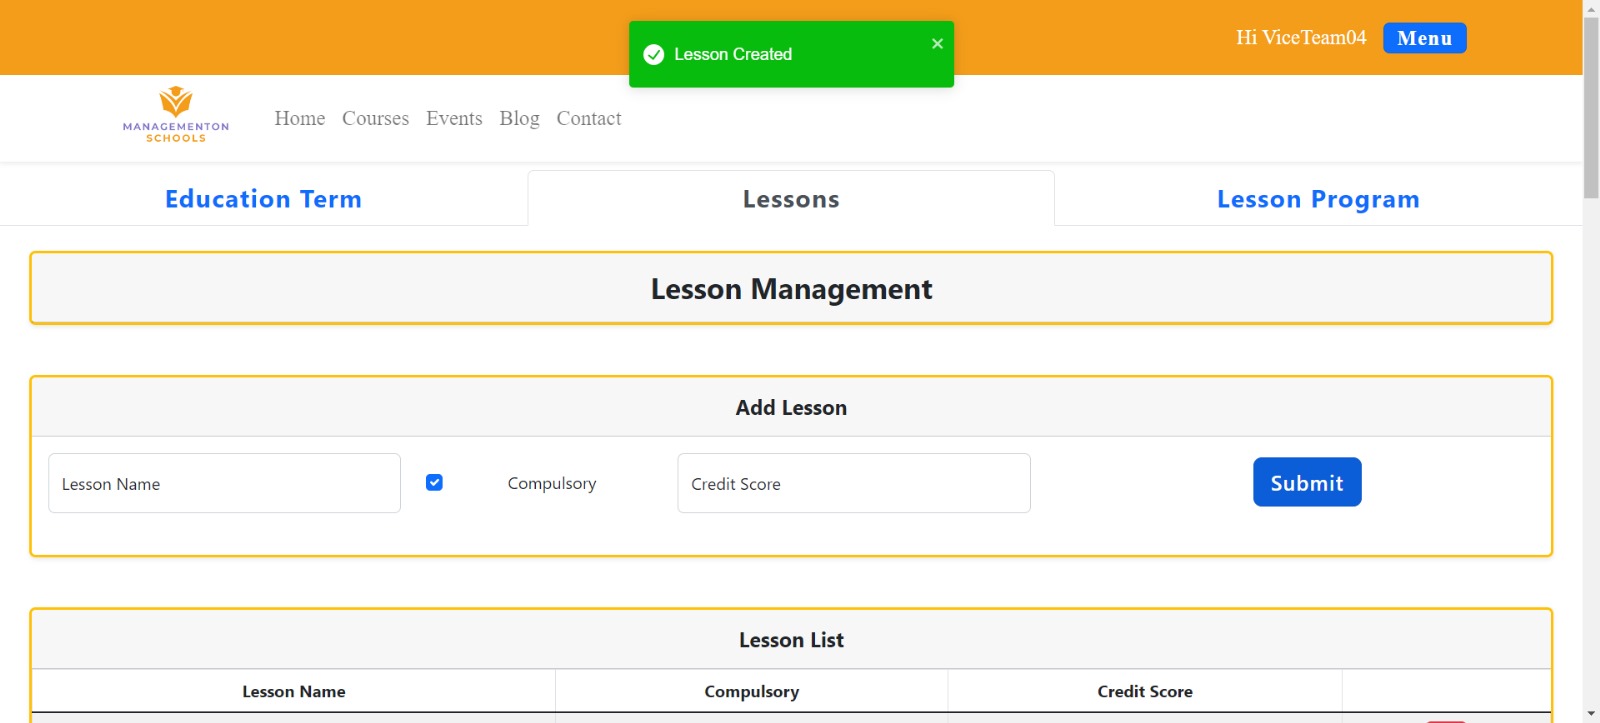 Lesson Created
Hi ViceTeam04
Menu
MANAGEMENTON
SCHOOLS
Home Courses Events Blog Contact
Education Term
Lessons
Lesson Program
Lesson Management
Add Lesson
Lesson Name
Compulsory
Credit Score
Submit
Lesson List
Lesson Name
Compulsory
Credit Score